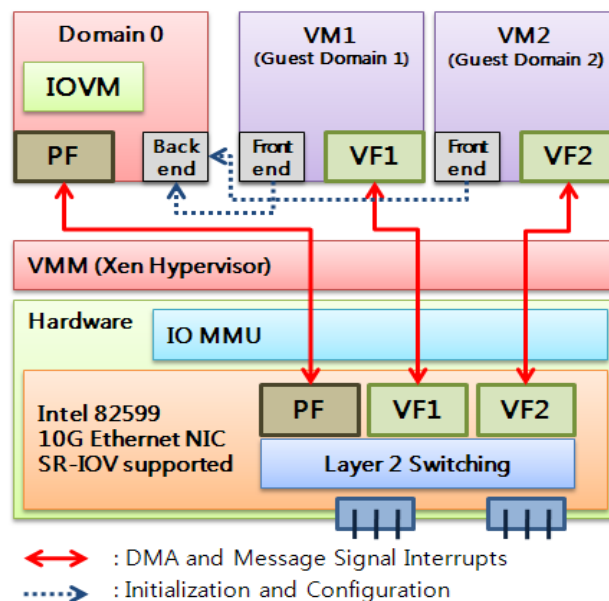 Domain 0
IOVM
PF
Back
end
VM1
(Guest Domain 1)
Front
end
VF1
VM2
(Guest Domain 2)
Front
end
VF2
VMM (Xen Hypervisor)
Hardware
IO MMU
Intel 82599
10G Ethernet NIC
SR-IOV supported
PF
VF1
VF2
Layer 2 Switching
: DMA and Message Signal Interrupts
: Initialization and Configuration